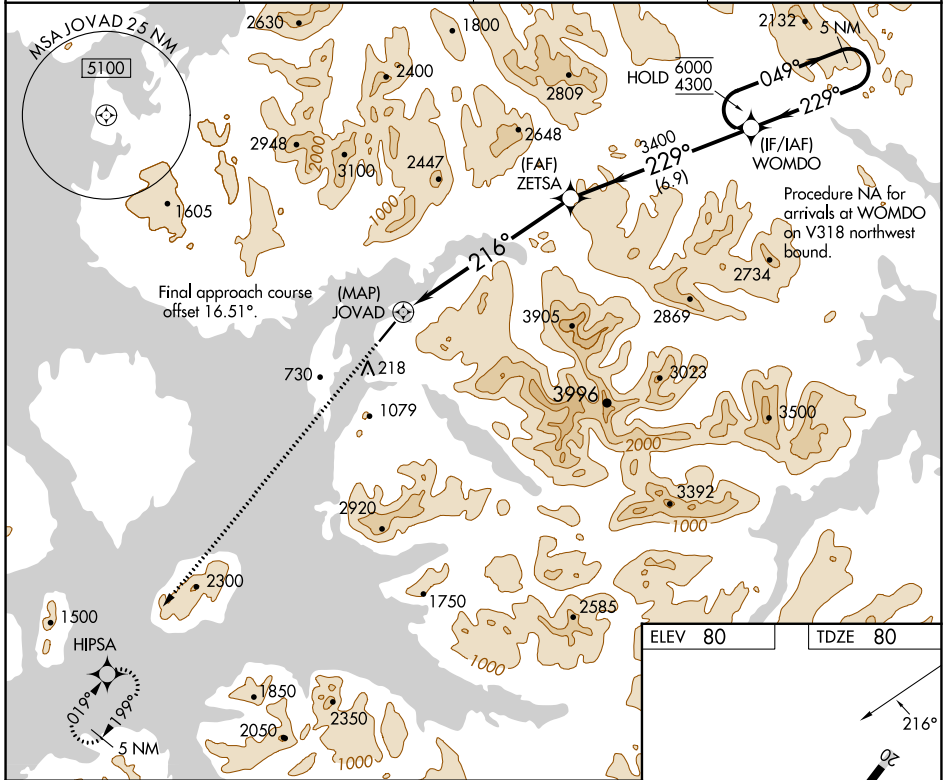 MSA JOVAD 25 NM
5100
2630
1800
2132
5 NM
2400
2809
HOLD
6000
4300
049°
229°
2948
2000
3100
2648
2447
3400
229°
(6.9)
(IF/IAF)
WOMDO
(FAF)
ZETSA
1605
1000
Procedure NA for
arrivals at WOMDO
on V318 northwest
bound.
216°
2734
Final approach course
offset 16.51°.
(MAP)
JOVAD
2869
3905
730
218
3023
1079
3996
3500
2000
2920
3392
1000
2300
1750
1500
2585
HIPSA
1000
019°
199°
5 NM
1850
2350
2050
1000
ELEV 80
TDZE 80
216°
20